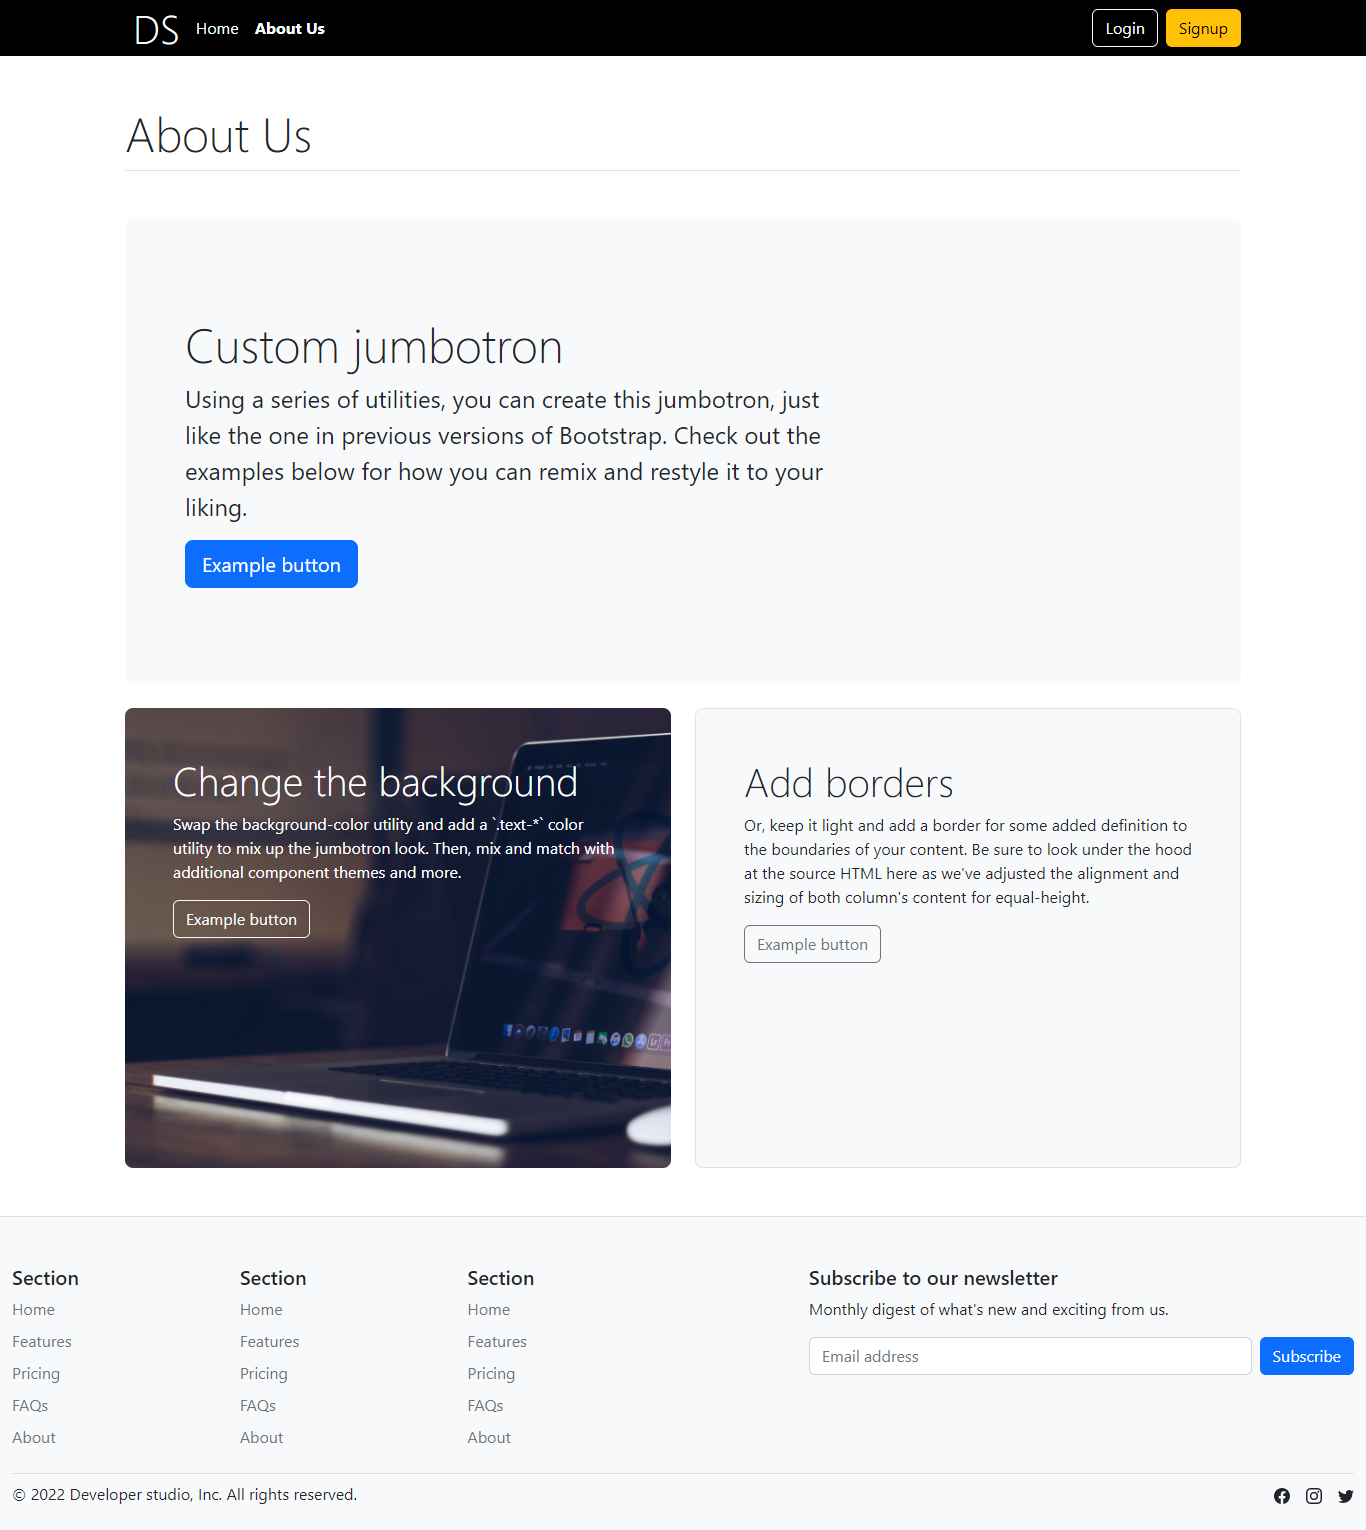 DS Home About Us Login Signup
About Us
Custom jumbotron
Using a series of utilities, you can create this jumbotron, just
like the one in previous versions of Bootstrap. Check out the
examples below for how you can remix and restyle it to your
liking.
Example button
Change the background
Swap the background-color utility and add a `.text-*` color
utility to mix up the jumbotron look. Then, mix and match with
additional component themes and more.
Example button
Add borders
Or, keep it light and add a border for some added definition to
the boundaries of your content. Be sure to look under the hood
at the source HTML here as we've adjusted the alignment and
sizing of both column's content for equal-height.
Example button
Section
Home
Features
Pricing
FAQs
About
Section
Home
Features
Pricing
FAQs
About
Section
Home
Features
Pricing
FAQs
About
Subscribe to our newsletter
Monthly digest of what's new and exciting from us.
Email address Subscribe
© 2022 Developer studio, Inc. All rights reserved.